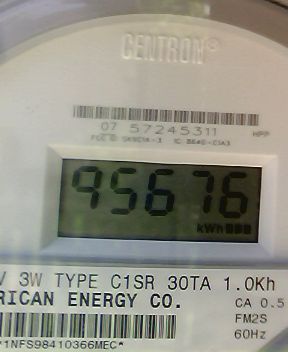 CENTRON®
07 57245311
HPP
95676
kWh
V 3W TYPE C1SR 30TA 1.0Kh
RICAN ENERGY CO.
CA 0.5
FM2S
60Hz
*1NFS98410366MEC*